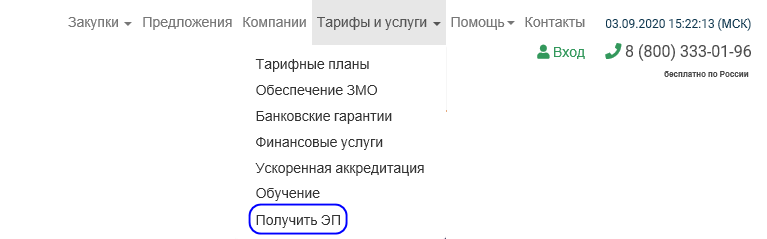 Закупки Предложения Компании Тарифы и услуги Помощь Контакты 03.09.2020 15:22:13 (МСК)
Вход 8 (800) 333-01-96
бесплатно по России
Тарифные планы
Обеспечение ЗМО
Банковские гарантии
Финансовые услуги
Ускоренная аккредитация
Обучение
Получить ЭП